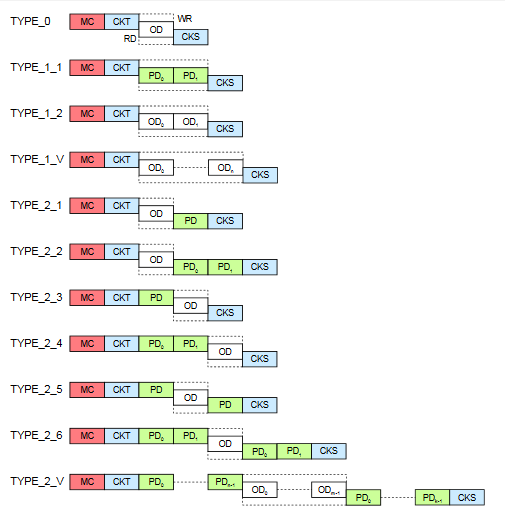 TYPE_0 MC CKT OD WR
RD CKS
TYPE_1_1 MC CKT PD0 PD1 CKS
TYPE_1_2 MC CKT OD0 OD1 CKS
TYPE_1_V MC CKT OD0 ODn CKS
TYPE_2_1 MC CKT OD PD CKS
TYPE_2_2 MC CKT OD PD0 PD1 CKS
TYPE_2_3 MC CKT PD OD CKS
TYPE_2_4 MC CKT PD0 PD1 OD CKS
TYPE_2_5 MC CKT PD OD PD CKS
TYPE_2_6 MC CKT PD0 PD1 OD PD0 PD1 CKS
TYPE_2_V MC CKT PD0 PDn-1 OD0 ODm-1 PD0 PDk-1 CKS